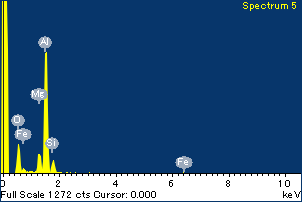 Spectrum 5
Al
Mg
O
Fe
Si
Fe
0 2 4 6 8 10
Full Scale 1272 cts Cursor: 0.000 keV